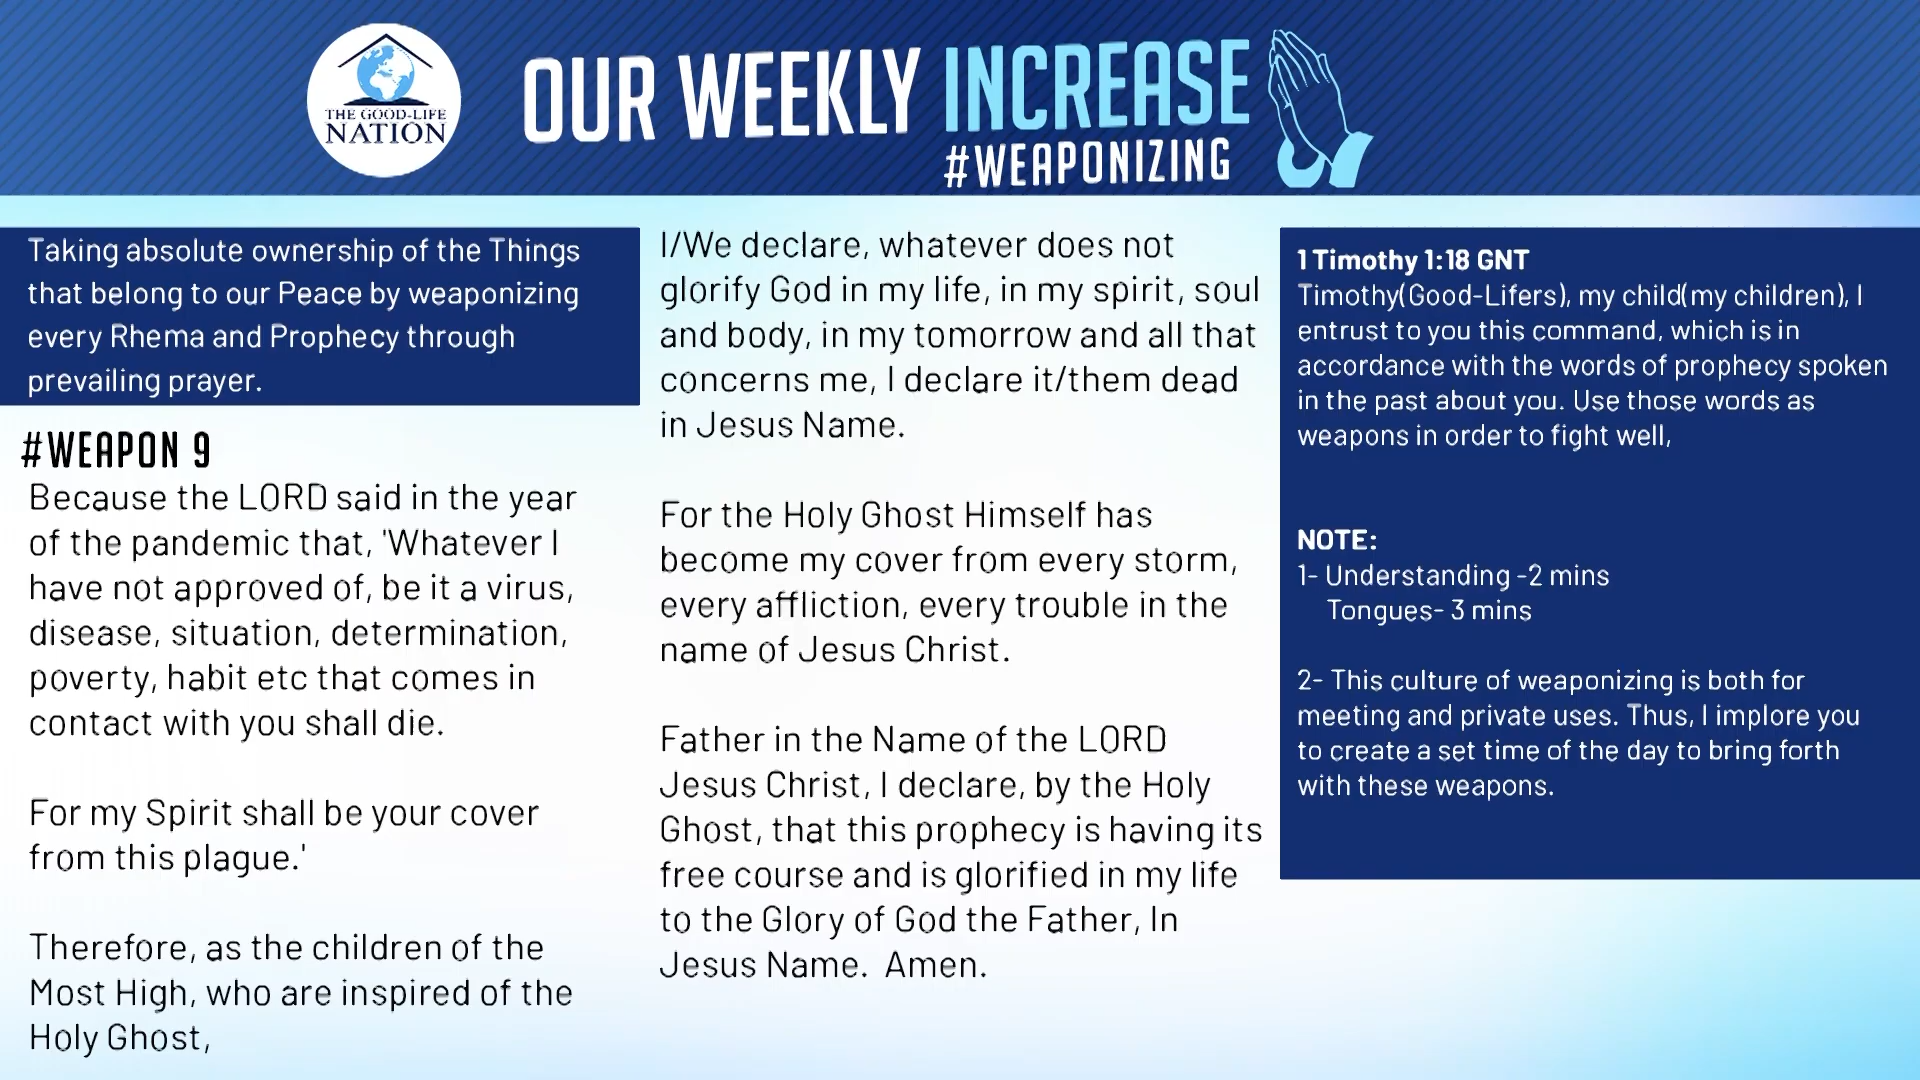 THE GOOD-LIFE
NATION
OUR WEEKLY INCREASE
#WEAPONIZING
Taking absolute ownership of the Things
that belong to our Peace by weaponizing
every Rhema and Prophecy through
prevailing prayer.
#WEAPON 9
Because the LORD said in the year
of the pandemic that, 'Whatever I
have not approved of, be it a virus,
disease, situation, determination,
poverty, habit etc that comes in
contact with you shall die.
For my Spirit shall be your cover
from this plague.'
Therefore, as the children of the
Most High, who are inspired of the
Holy Ghost,
I/We declare, whatever does not
glorify God in my life, in my spirit, soul
and body, in my tomorrow and all that
concerns me, I declare it/them dead
in Jesus Name.
For the Holy Ghost Himself has
become my cover from every storm,
every affliction, every trouble in the
name of Jesus Christ.
Father in the Name of the LORD
Jesus Christ, I declare, by the Holy
Ghost, that this prophecy is having its
free course and is glorified in my life
to the Glory of God the Father, In
Jesus Name.  Amen.
1 Timothy 1:18 GNT
Timothy(Good-Lifers), my child(my children), I
entrust to you this command, which is in
accordance with the words of prophecy spoken
in the past about you. Use those words as
weapons in order to fight well,
NOTE:
1- Understanding -2 mins
Tongues- 3 mins
2- This culture of weaponizing is both for
meeting and private uses. Thus, I implore you
to create a set time of the day to bring forth
with these weapons.